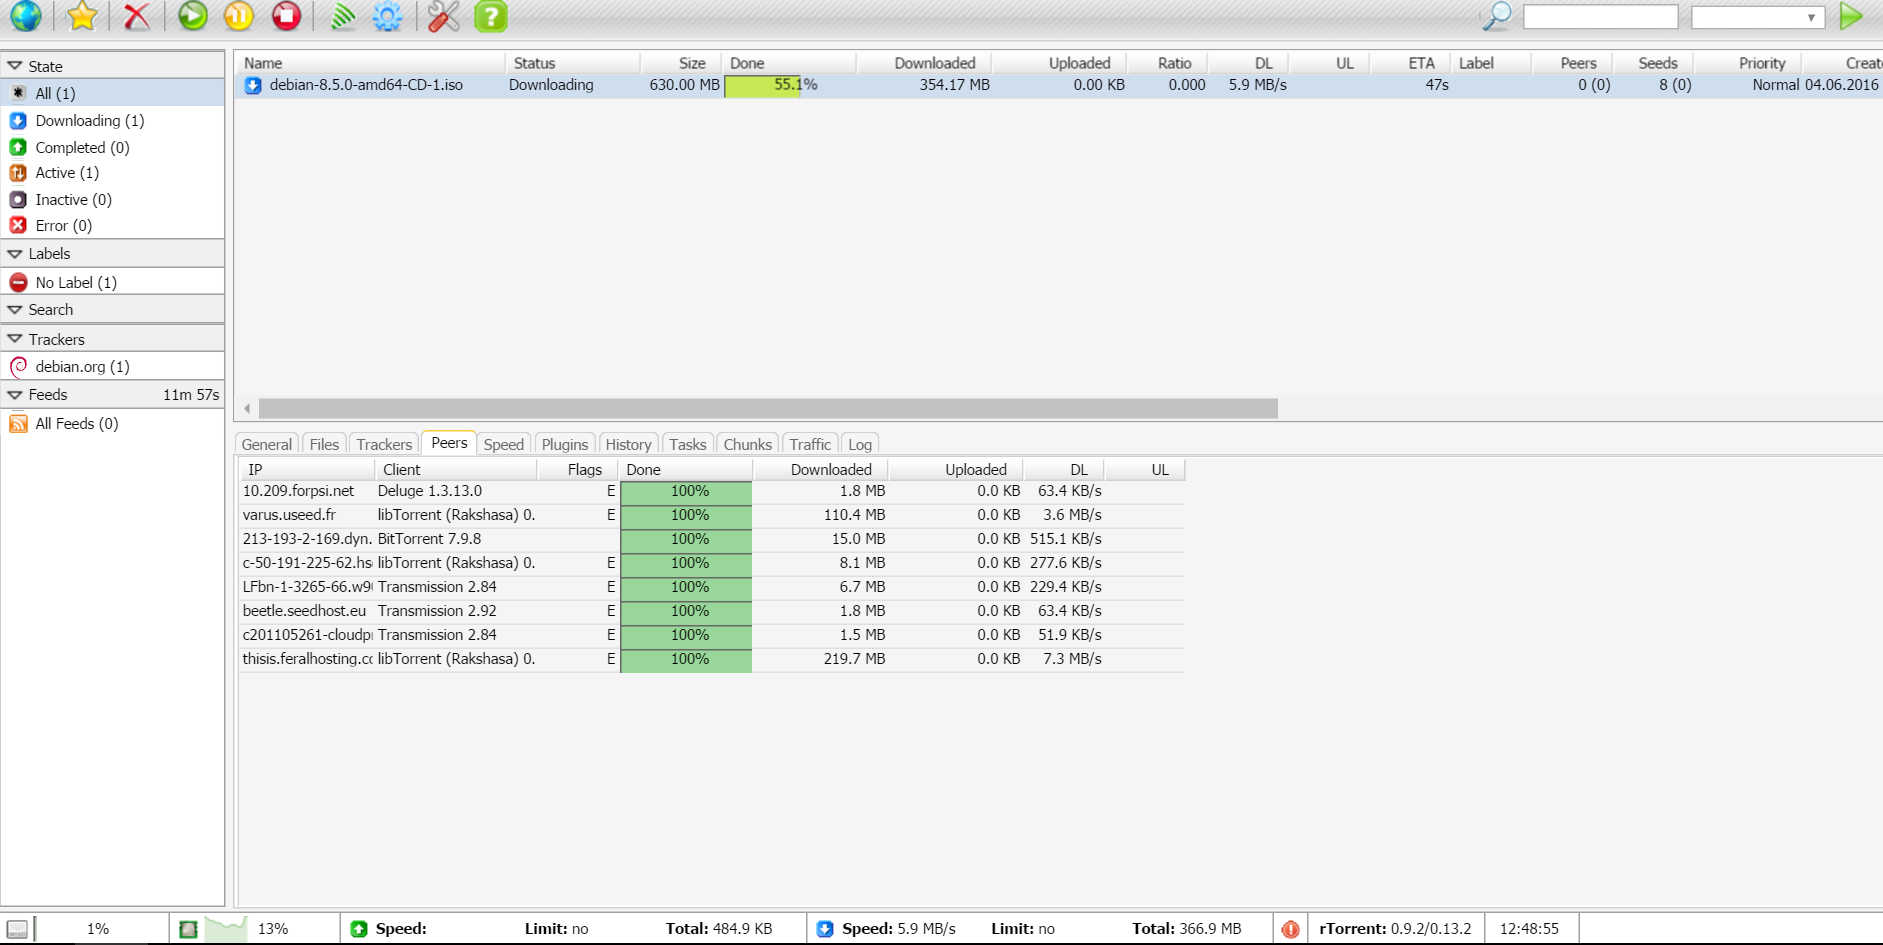 State
All (1)
Downloading (1)
Completed (0)
Active (1)
Inactive (0)
Error (0)
Labels
No Label (1)
Search
Trackers
debian.org (1)
Feeds 11m 57s
All Feeds (0)
Name Status Size Done Downloaded Uploaded Ratio DL UL ETA Label Peers Seeds Priority Create
debian-8.5.0-amd64-CD-1.iso Downloading 630.00 MB 55.1% 354.17 MB 0.00 KB 0.000 5.9 MB/s 47s 0 (0) 8 (0) Normal 04.06.2016
General Files Trackers Peers Speed Plugins History Tasks Chunks Traffic Log
IP Client Flags Done Downloaded Uploaded DL UL
10.209.forpsi.net Deluge 1.3.13.0 E 100% 1.8 MB 0.0 KB 63.4 KB/s
varus.useed.fr libTorrent (Rakshasa) 0. E 100% 110.4 MB 0.0 KB 3.6 MB/s
213-193-2-169.dyn. BitTorrent 7.9.8 100% 15.0 MB 0.0 KB 515.1 KB/s
c-50-191-225-62.hs libTorrent (Rakshasa) 0. E 100% 8.1 MB 0.0 KB 277.6 KB/s
LFbn-1-3265-66.w9 Transmission 2.84 E 100% 6.7 MB 0.0 KB 229.4 KB/s
beetle.seedhost.eu Transmission 2.92 E 100% 1.8 MB 0.0 KB 63.4 KB/s
c201105261-cloudp Transmission 2.84 E 100% 1.5 MB 0.0 KB 51.9 KB/s
thisis.feralhosting.cc libTorrent (Rakshasa) 0. E 100% 219.7 MB 0.0 KB 7.3 MB/s
1% 13% Speed: Limit: no Total: 484.9 KB Speed: 5.9 MB/s Limit: no Total: 366.9 MB rTorrent: 0.9.2/0.13.2 12:48:55